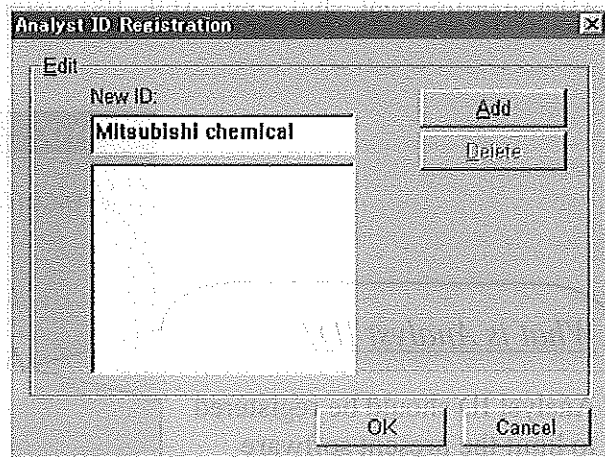 Analyst ID Registration
Edit
New ID:
Mitsubishi chemical
Add
Delete
OK
Cancel